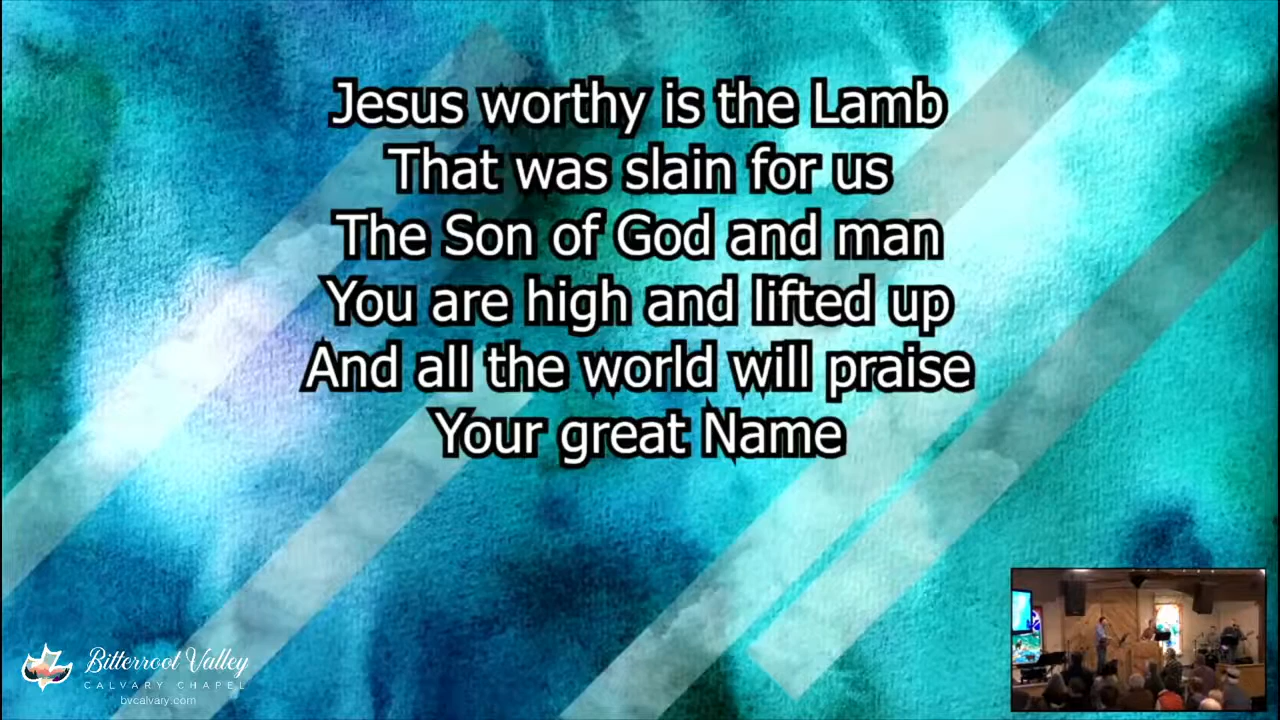 Jesus worthy is the Lamb
That was slain for us
The Son of God and man
You are high and lifted up
And all the world will praise
Your great Name
Bitterroot Valley
CALVARY CHAPEL
bvcalvary.com